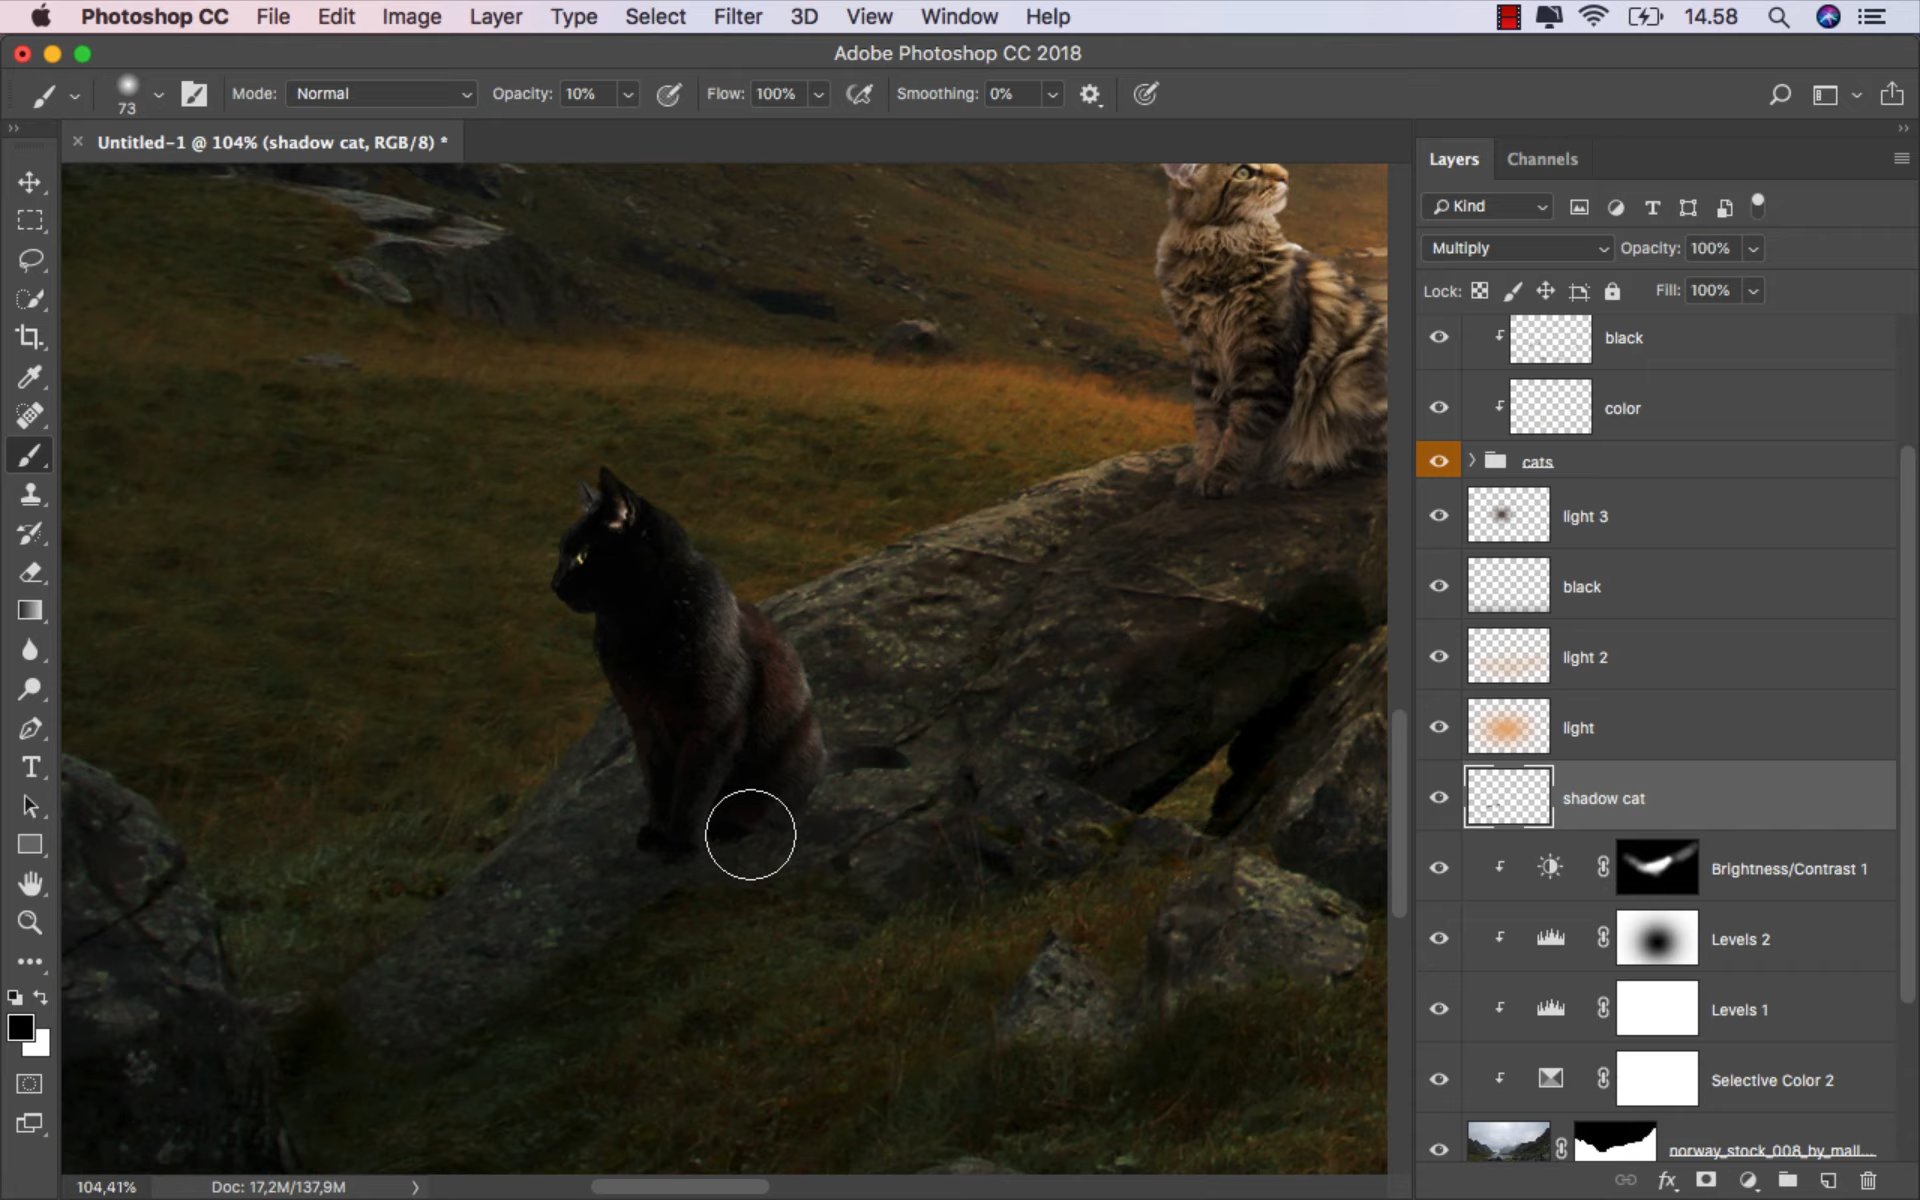 Photoshop CC File Edit Image Layer Type Select Filter 3D View Window Help 14.58
Adobe Photoshop CC 2018
73 Mode: Normal Opacity: 10% Flow: 100% Smoothing: 0%
Untitled-1 @ 104% (shadow cat, RGB/8) *
Layers Channels
Kind
Multiply Opacity: 100%
Lock: Fill: 100%
black
color
cats
light 3
black
light 2
light
shadow cat
Brightness/Contrast 1
Levels 2
Levels 1
Selective Color 2
norway_stock_008_by_mall...
104,41% Doc: 17,2M/137,9M